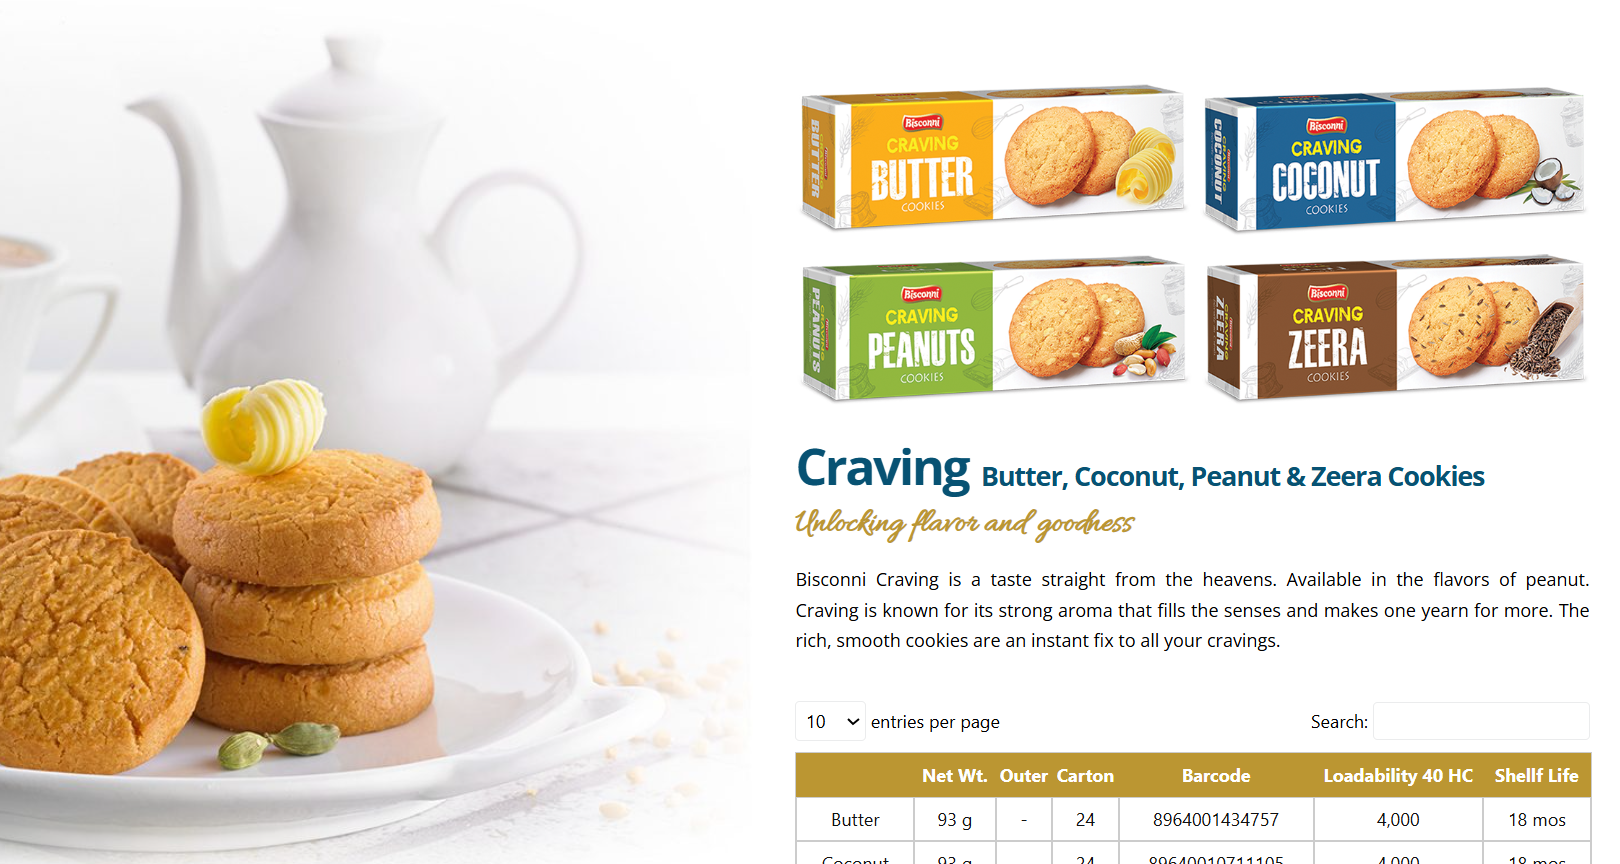 Bisconni
CRAVING
BUTTER
COOKIES
CRAVING
BUTTER
Bisconni
CRAVING
COCONUT
COOKIES
CRAVING
COCONUT
Bisconni
CRAVING
PEANUTS
COOKIES
CRAVING
PEANUTS
Bisconni
CRAVING
ZEERA
COOKIES
CRAVING
ZEERA
Craving Butter, Coconut, Peanut & Zeera Cookies
Unlocking flavor and goodness
Bisconni Craving is a taste straight from the heavens. Available in the flavors of peanut.
Craving is known for its strong aroma that fills the senses and makes one yearn for more. The
rich, smooth cookies are an instant fix to all your cravings.
10 entries per page Search:
Net Wt. Outer Carton Barcode Loadability 40 HC Shellf Life
Butter 93 g - 24 8964001434757 4,000 18 mos
Coconut 93 g 24 89640010711105 4,000 18 mos